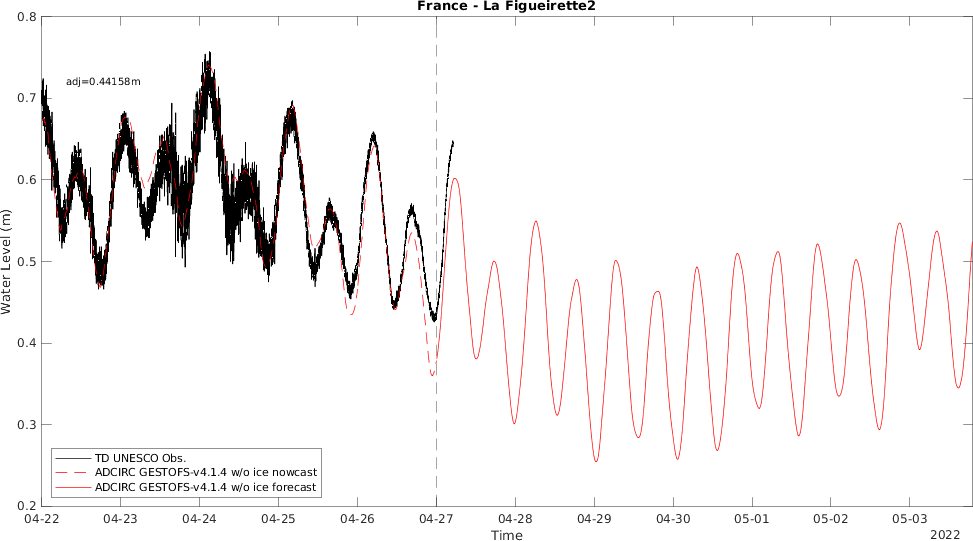 France - La Figueirette2
0.8
0.7
0.6
0.5
0.4
0.3
0.2
Water Level (m)
adj=0.44158m
TD UNESCO Obs.
ADCIRC GESTOFS-v4.1.4 w/o ice nowcast
ADCIRC GESTOFS-v4.1.4 w/o ice forecast
04-22 04-23 04-24 04-25 04-26 04-27 04-28 04-29 04-30 05-01 05-02 05-03
Time
2022